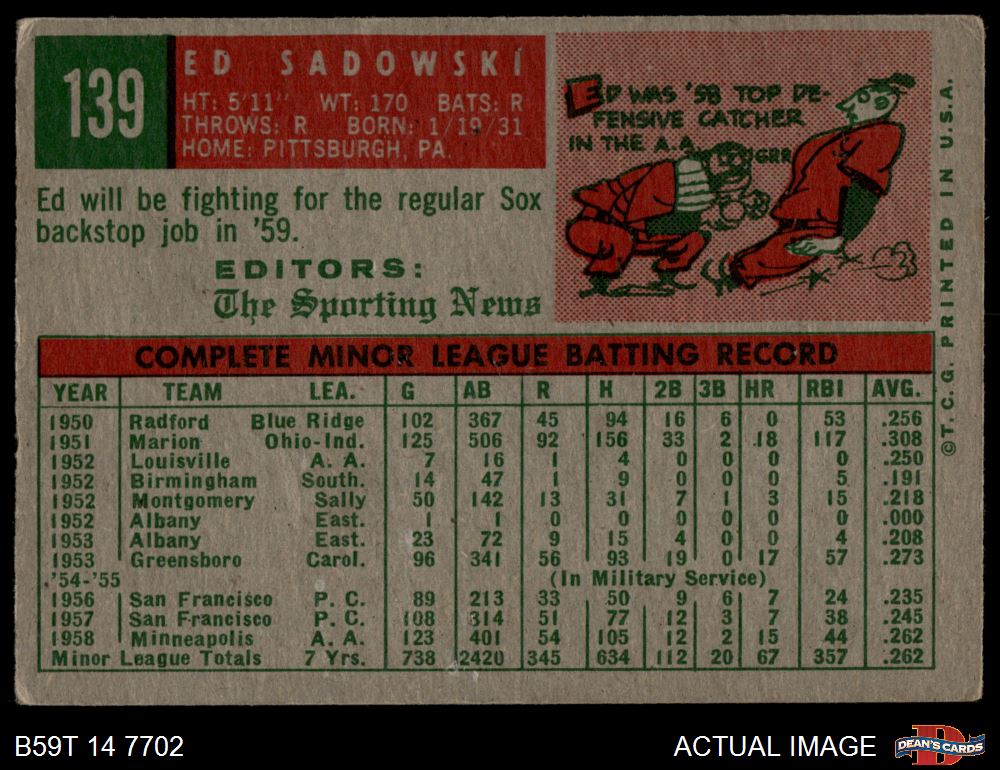 139
ED SADOWSKI
HT: 5'11" WT: 170 BATS: R
THROWS: R BORN: 1/19/31
HOME: PITTSBURGH, PA.
Ed will be fighting for the regular Sox
backstop job in '59.
EDITORS:
The Sporting News
ED WAS '58 TOP DE-
FENSIVE CATCHER
IN THE A.A.
GRR
©T.C.G. PRINTED IN U.S.A.
COMPLETE MINOR LEAGUE BATTING RECORD
YEAR TEAM LEA. G AB R H 2B 3B HR RBI AVG.
1950 Radford Blue Ridge 102 367 45 94 16 6 0 53 .256
1951 Marion Ohio-Ind. 125 506 92 156 33 2 18 117 .308
1952 Louisville A. A. 7 16 1 4 0 0 0 0 .250
1952 Birmingham South. 14 47 1 9 0 0 0 5 .191
1952 Montgomery Sally 50 142 13 31 7 1 3 15 .218
1952 Albany East. 1 1 0 0 0 0 0 0 .000
1953 Albany East. 23 72 9 15 4 0 0 4 .208
1953 Greensboro Carol. 96 341 56 93 19 0 17 57 .273
'54-'55 (In Military Service)
1956 San Francisco P. C. 89 213 33 50 9 6 7 24 .235
1957 San Francisco P. C. 108 314 51 77 12 3 7 38 .245
1958 Minneapolis A. A. 123 401 54 105 12 2 15 44 .262
Minor League Totals 7 Yrs. 738 2420 345 634 112 20 67 357 .262
B59T 14 7702
ACTUAL IMAGE
DEAN'S CARDS